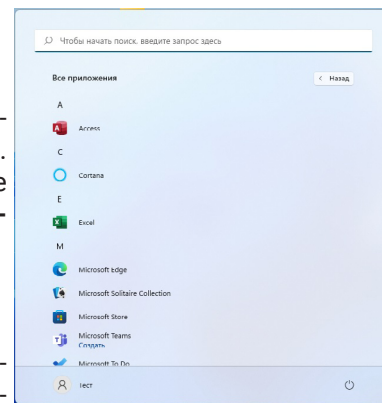 Чтобы начать поиск, введите запрос здесь
Все приложения
< Назад
A
Access
C
Cortana
E
Excel
M
Microsoft Edge
Microsoft Solitaire Collection
Microsoft Store
Microsoft Teams
Создать
Microsoft To Do
Тест